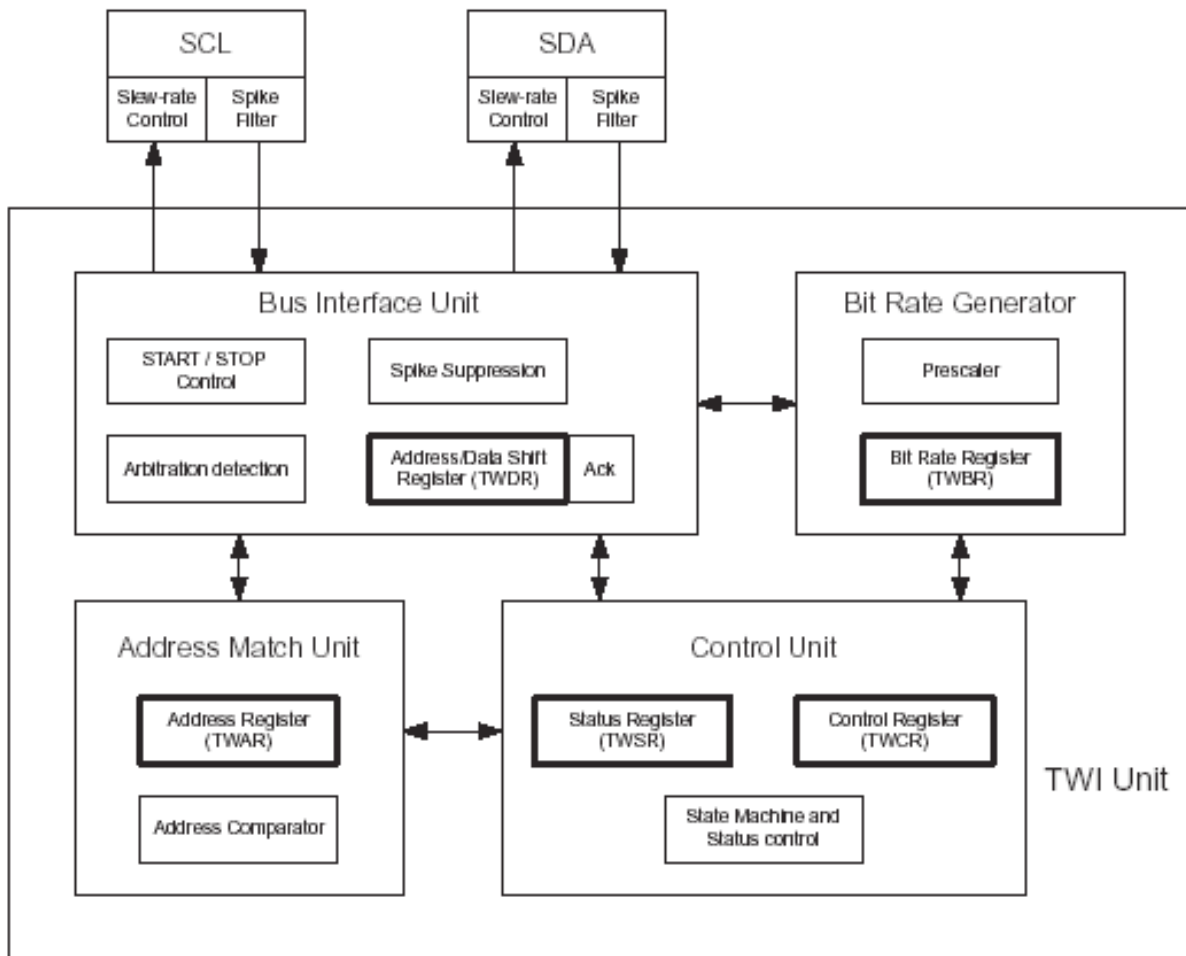 SCL
Slew-rate
Control
Spike
Filter
SDA
Slew-rate
Control
Spike
Filter
Bus Interface Unit
START / STOP
Control
Spike Suppression
Arbitration detection
Address/Data Shift
Register (TWDR)
Ack
Bit Rate Generator
Prescaler
Bit Rate Register
(TWBR)
Address Match Unit
Address Register
(TWAR)
Address Comparator
Control Unit
Status Register
(TWSR)
Control Register
(TWCR)
State Machine and
Status control
TWI Unit